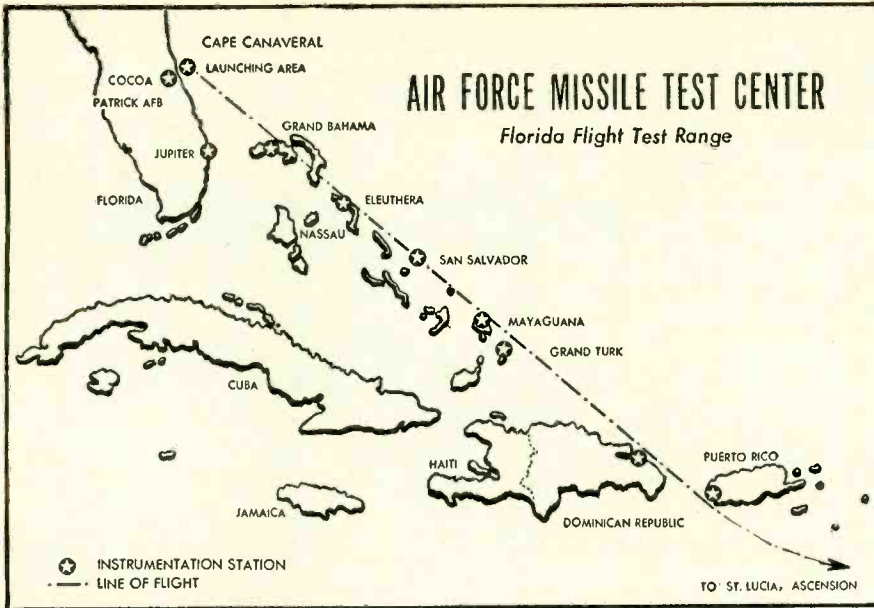 CAPE CANAVERAL
LAUNCHING AREA
COCOA
PATRICK AFB
AIR FORCE MISSILE TEST CENTER
Florida Flight Test Range
GRAND BAHAMA
JUPITER
FLORIDA
ELEUTHERA
NASSAU
SAN SALVADOR
MAYAGUANA
GRAND TURK
CUBA
HAITI
PUERTO RICO
JAMAICA
DOMINICAN REPUBLIC
INSTRUMENTATION STATION
LINE OF FLIGHT
TO ST. LUCIA, ASCENSION